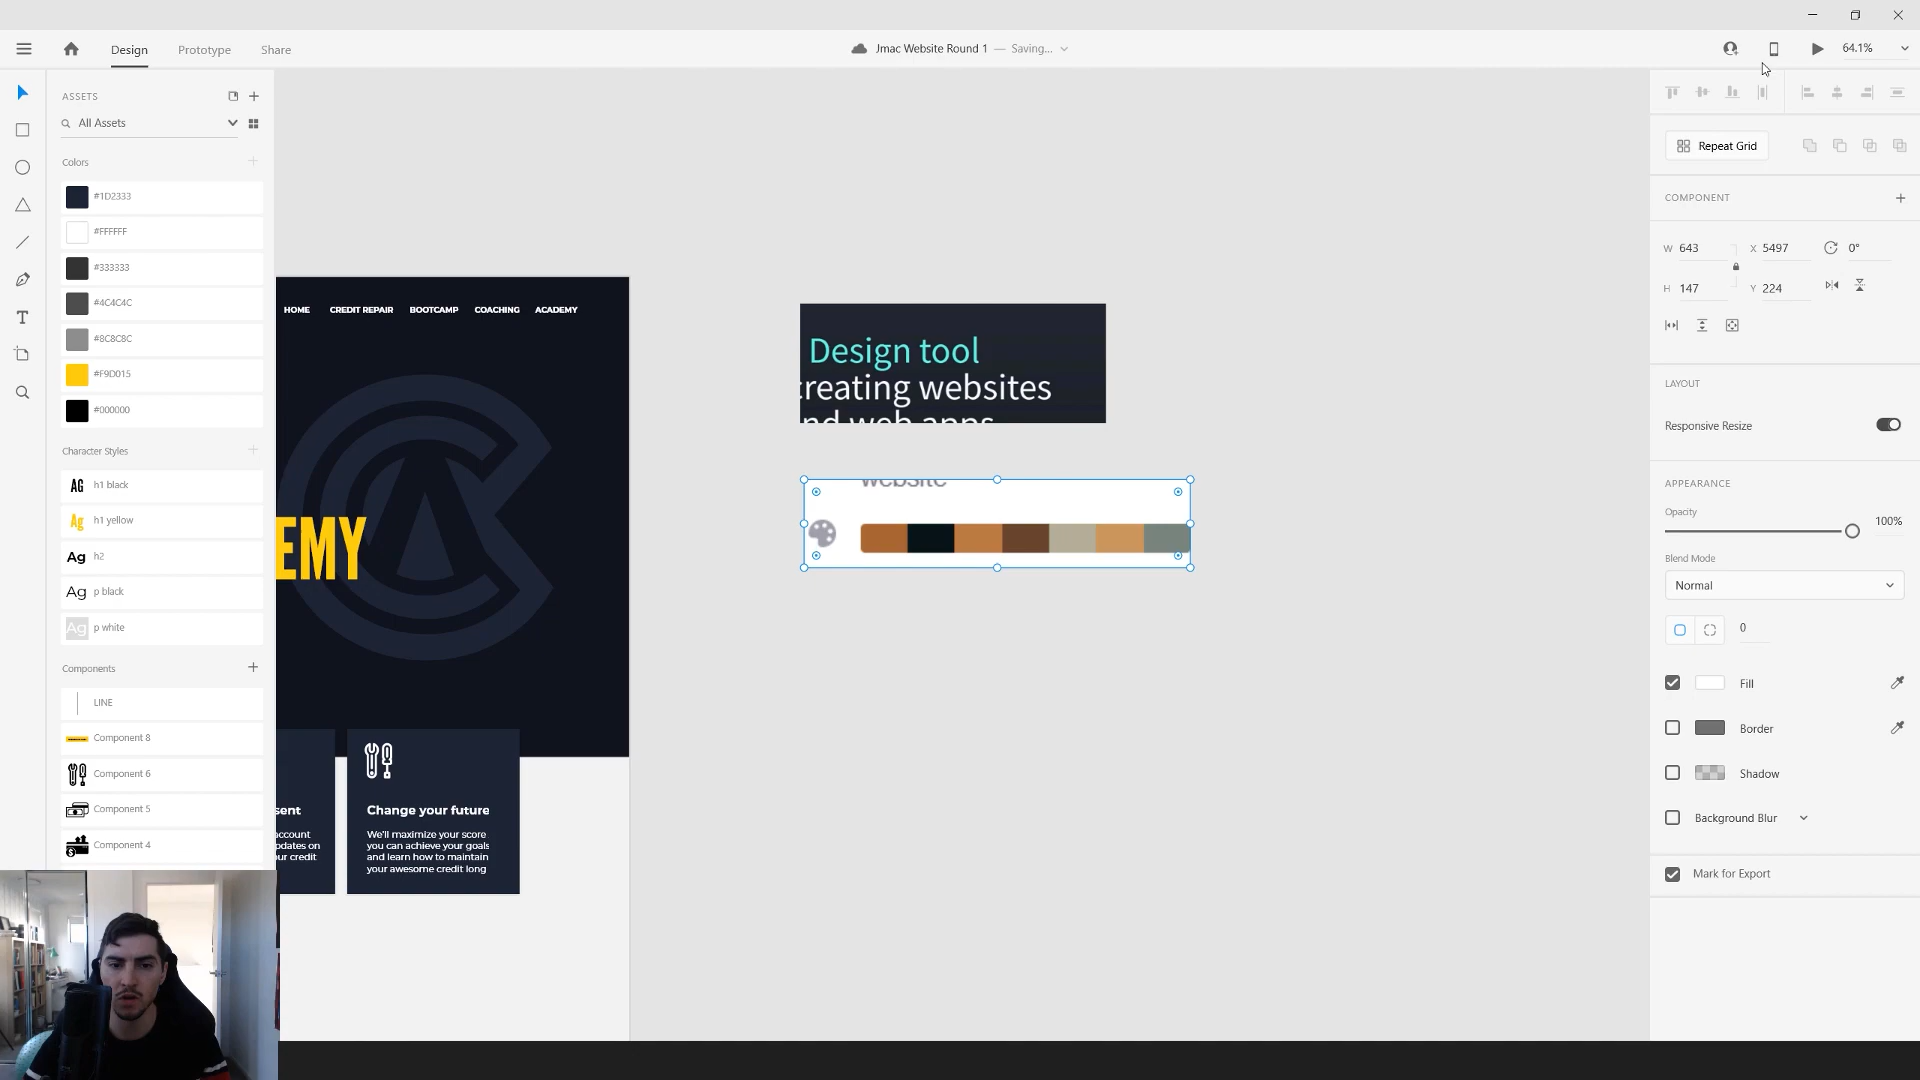 Design
Prototype
Share
Jmac Website Round 1 — Saving...
64.1%
ASSETS
All Assets
Colors
#1D2333
#FFFFFF
#333333
#4C4C4C
#8C8C8C
#F9D015
#000000
Character Styles
AG h1 black
Ag h1 yellow
Ag h2
Ag p black
Ag p white
Components
LINE
Component 8
Component 6
Component 5
Component 4
HOME CREDIT REPAIR BOOTCAMP COACHING ACADEMY
EMY
sent
account
pdates on
ur credit
Change your future
We'll maximize your score
you can achieve your goals
and learn how to maintain
your awesome credit long
Design tool
creating websites
nd web apps
website
Repeat Grid
COMPONENT
W 643 X 5497 0°
H 147 Y 224
LAYOUT
Responsive Resize
APPEARANCE
Opacity
100%
Blend Mode
Normal
0
Fill
Border
Shadow
Background Blur
Mark for Export